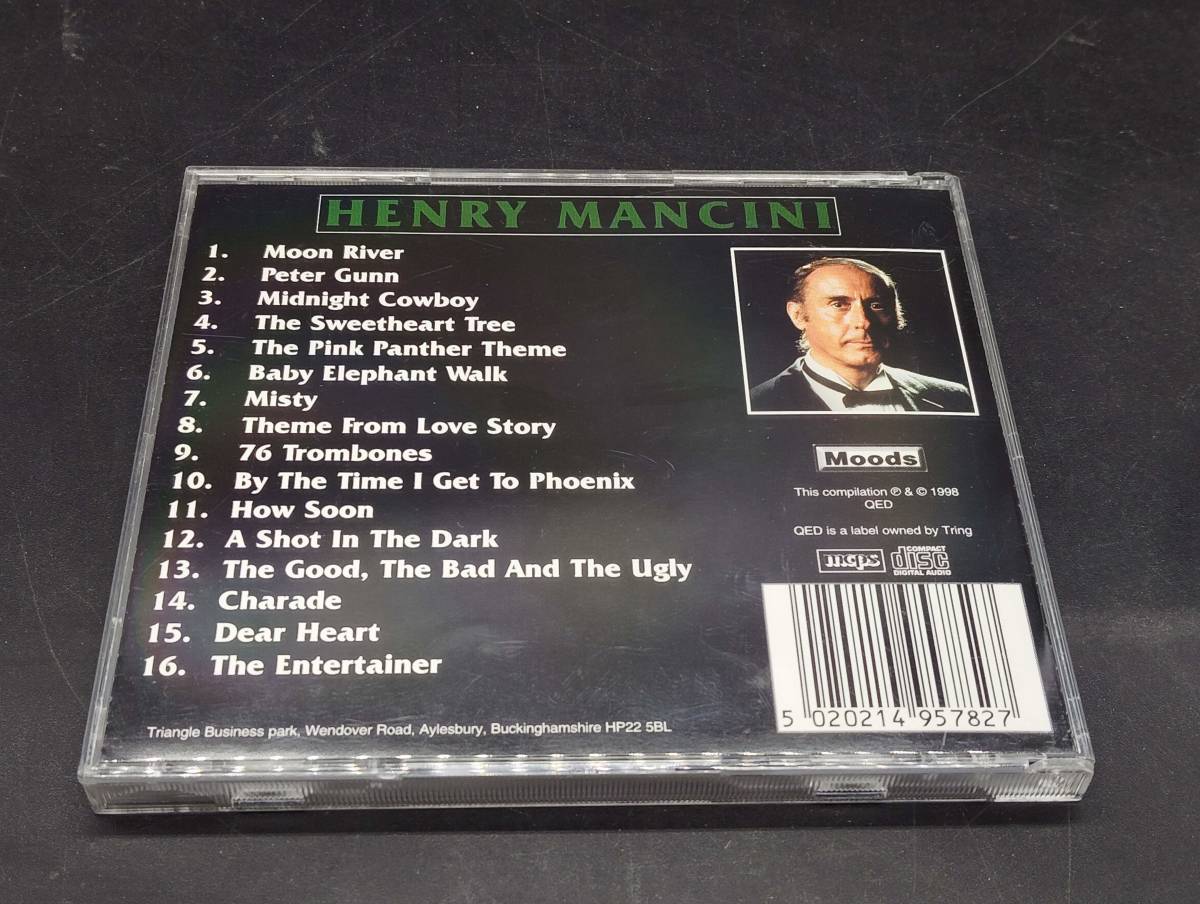 HENRY MANCINI
1. Moon River
2. Peter Gunn
3. Midnight Cowboy
4. The Sweetheart Tree
5. The Pink Panther Theme
6. Baby Elephant Walk
7. Misty
8. Theme From Love Story
9. 76 Trombones
10. By The Time I Get To Phoenix
11. How Soon
12. A Shot In The Dark
13. The Good, The Bad And The Ugly
14. Charade
15. Dear Heart
16. The Entertainer
Moods
This compilation ℗ & © 1998
QED
QED is a label owned by Tring
mcps COMPACT disc DIGITAL AUDIO
5 020214 957827
Triangle Business park, Wendover Road, Aylesbury, Buckinghamshire HP22 5BL